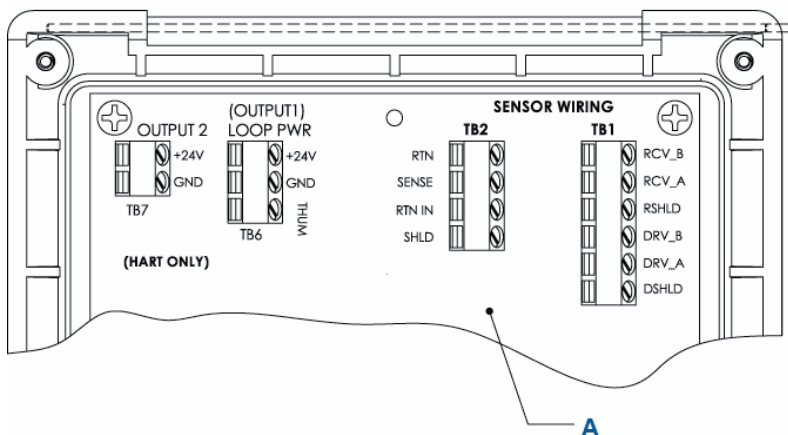 OUTPUT 2
+24V
GND
TB7
(HART ONLY)
(OUTPUT1)
LOOP PWR
+24V
GND
THUM
TB6
SENSOR WIRING
TB2
RTN
SENSE
RTN IN
SHLD
TB1
RCV_B
RCV_A
RSHLD
DRV_B
DRV_A
DSHLD
A